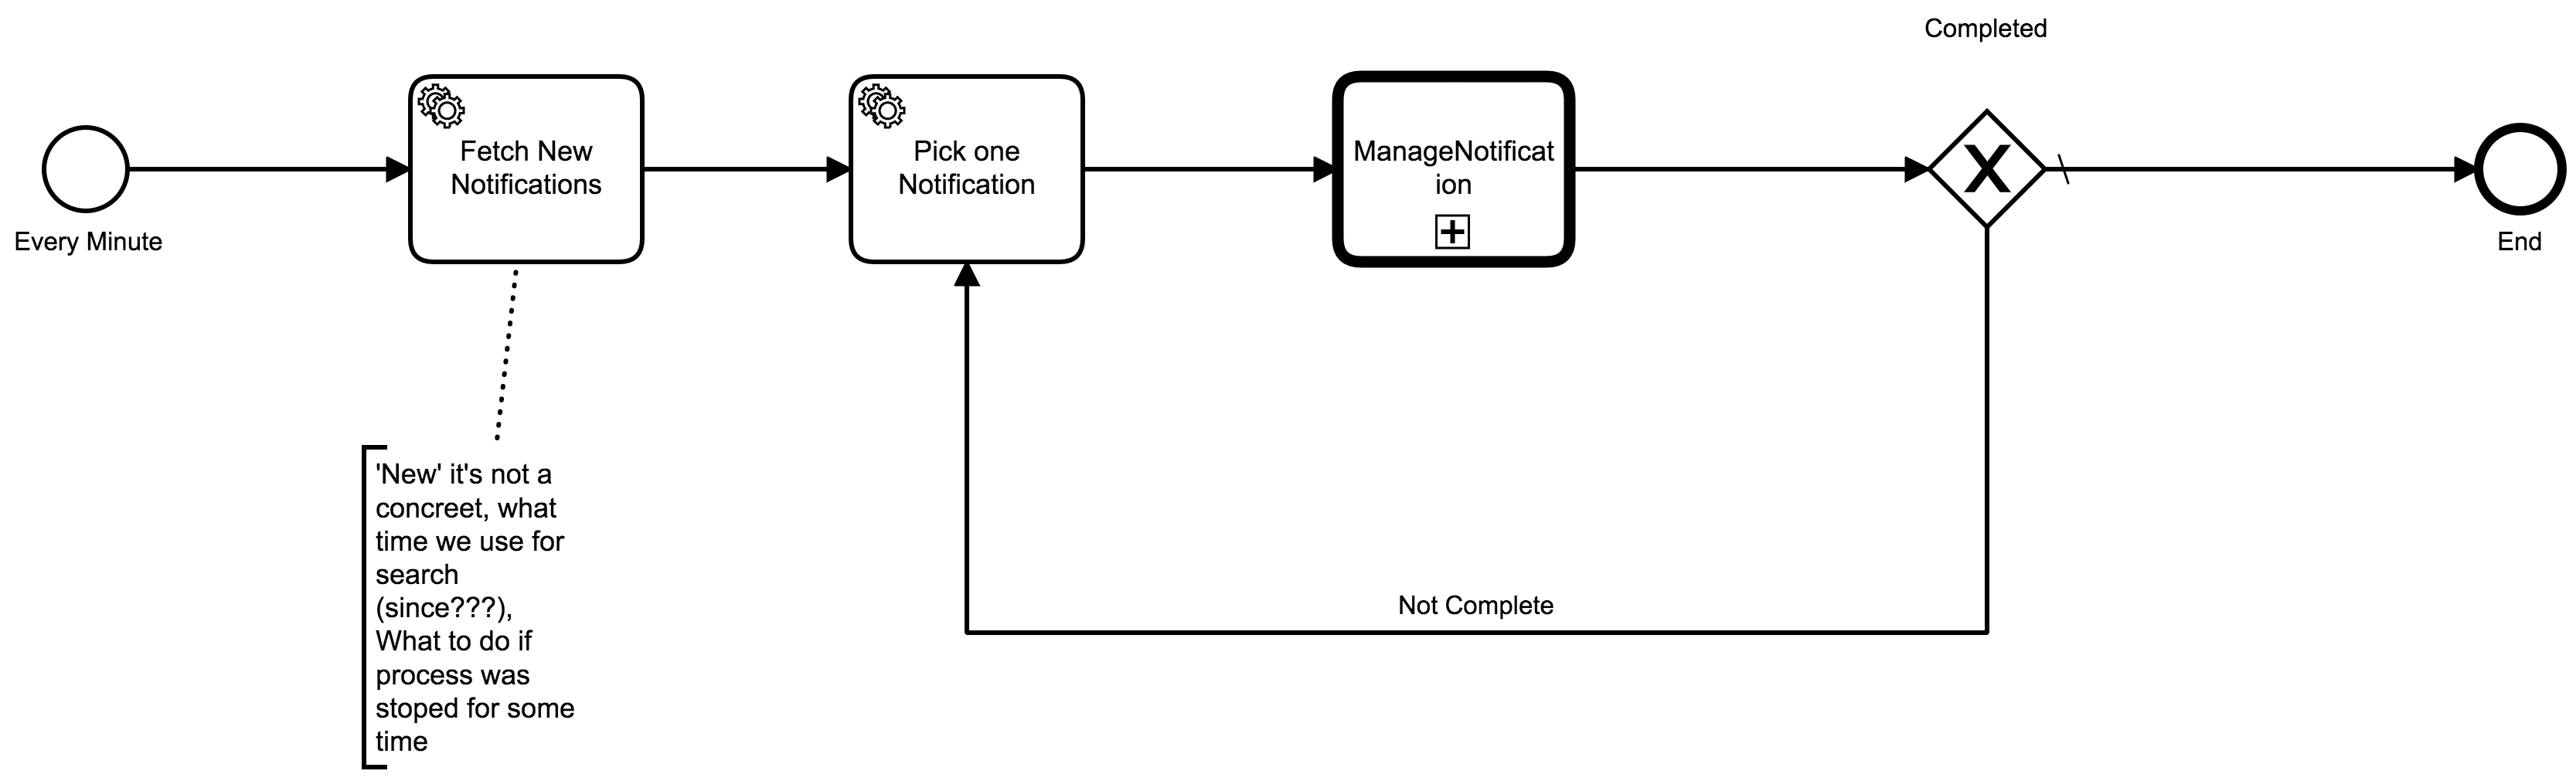 Completed
Every Minute
Fetch New
Notifications
Pick one
Notification
ManageNotificat
ion
X
End
'New' it's not a
concreet, what
time we use for
search
(since???),
What to do if
process was
stoped for some
time
Not Complete